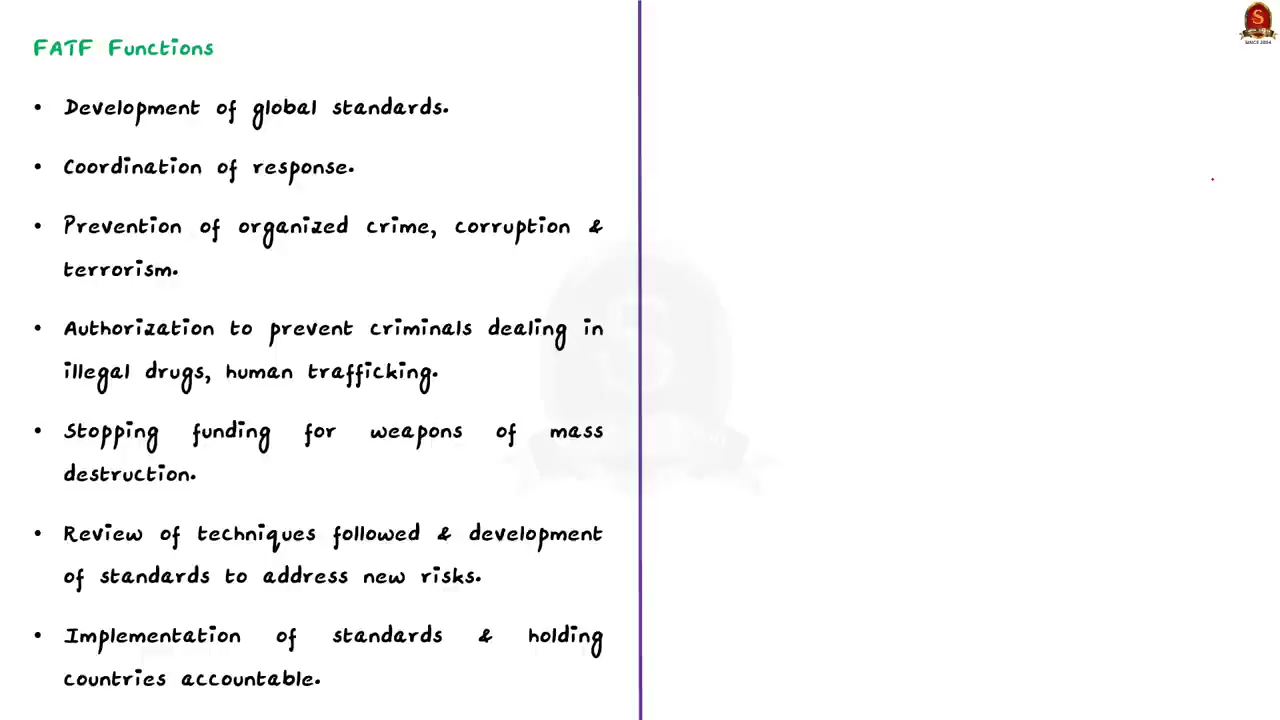 FATF Functions
• Development of global standards.
• Coordination of response.
• Prevention of organized crime, corruption &
terrorism.
• Authorization to prevent criminals dealing in
illegal drugs, human trafficking.
• Stopping funding for weapons of mass
destruction.
• Review of techniques followed & development
of standards to address new risks.
• Implementation of standards & holding
countries accountable.
S
SINCE 2004